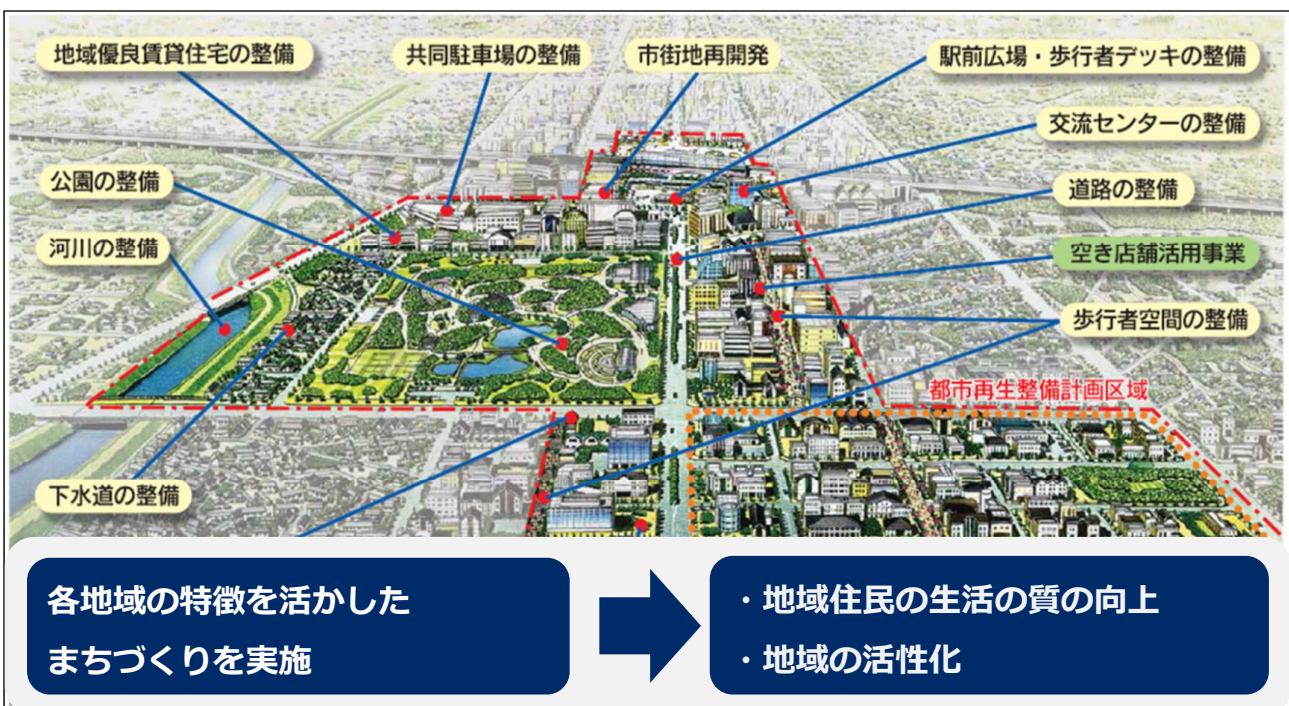 地域優良賃貸住宅の整備
共同駐車場の整備
市街地再開発
駅前広場・歩行者デッキの整備
交流センターの整備
公園の整備
道路の整備
河川の整備
空き店舗活用事業
歩行者空間の整備
都市再生整備計画区域
下水道の整備
各地域の特徴を活かした
まちづくりを実施
・地域住民の生活の質の向上
・地域の活性化